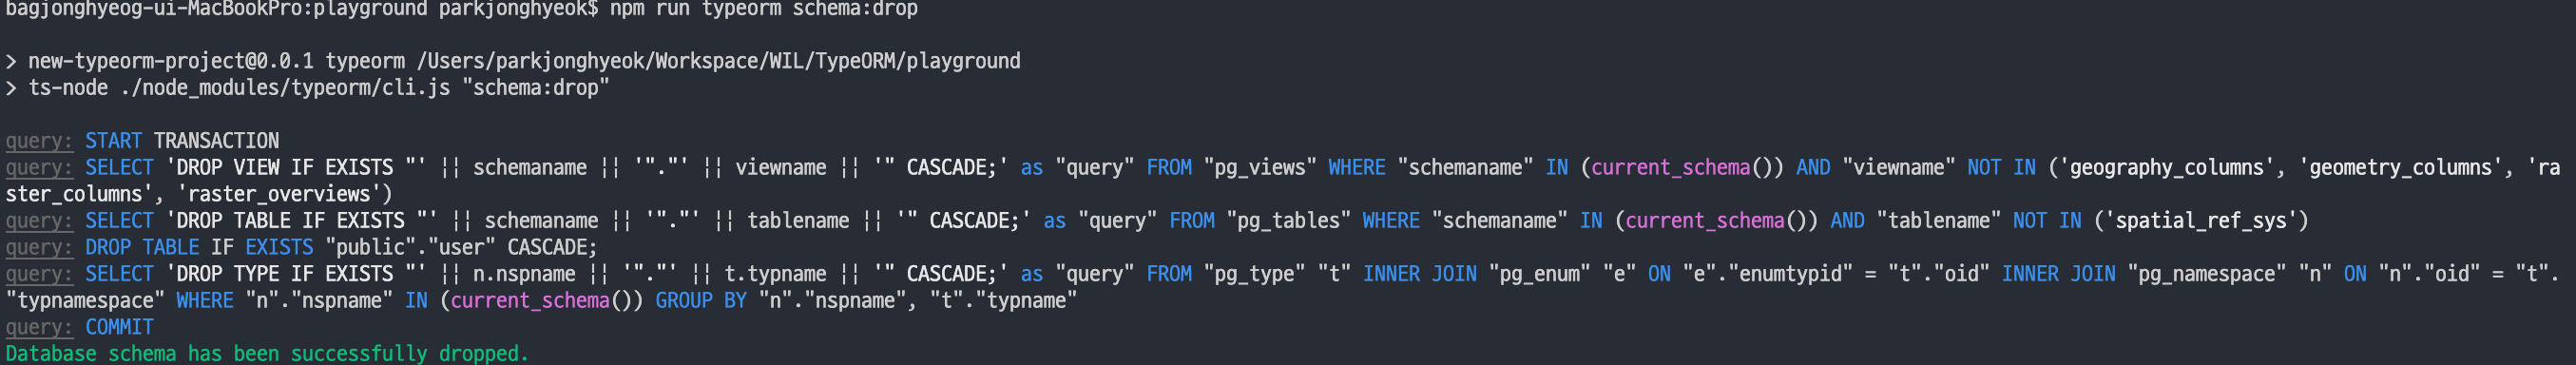 bagjonghyeog-ui-MacBookPro:playground parkjonghyeok$ npm run typeorm schema:drop
> new-typeorm-project@0.0.1 typeorm /Users/parkjonghyeok/Workspace/WIL/TypeORM/playground
> ts-node ./node_modules/typeorm/cli.js "schema:drop"
query: START TRANSACTION
query: SELECT 'DROP VIEW IF EXISTS "' || schemaname || '"."' || viewname || '" CASCADE;' as "query" FROM "pg_views" WHERE "schemaname" IN (current_schema()) AND "viewname" NOT IN ('geography_columns', 'geometry_columns', 'ra
ster_columns', 'raster_overviews')
query: SELECT 'DROP TABLE IF EXISTS "' || schemaname || '"."' || tablename || '" CASCADE;' as "query" FROM "pg_tables" WHERE "schemaname" IN (current_schema()) AND "tablename" NOT IN ('spatial_ref_sys')
query: DROP TABLE IF EXISTS "public"."user" CASCADE;
query: SELECT 'DROP TYPE IF EXISTS "' || n.nspname || '"."' || t.typname || '" CASCADE;' as "query" FROM "pg_type" "t" INNER JOIN "pg_enum" "e" ON "e"."enumtypid" = "t"."oid" INNER JOIN "pg_namespace" "n" ON "n"."oid" = "t".
"typnamespace" WHERE "n"."nspname" IN (current_schema()) GROUP BY "n"."nspname", "t"."typname"
query: COMMIT
Database schema has been successfully dropped.